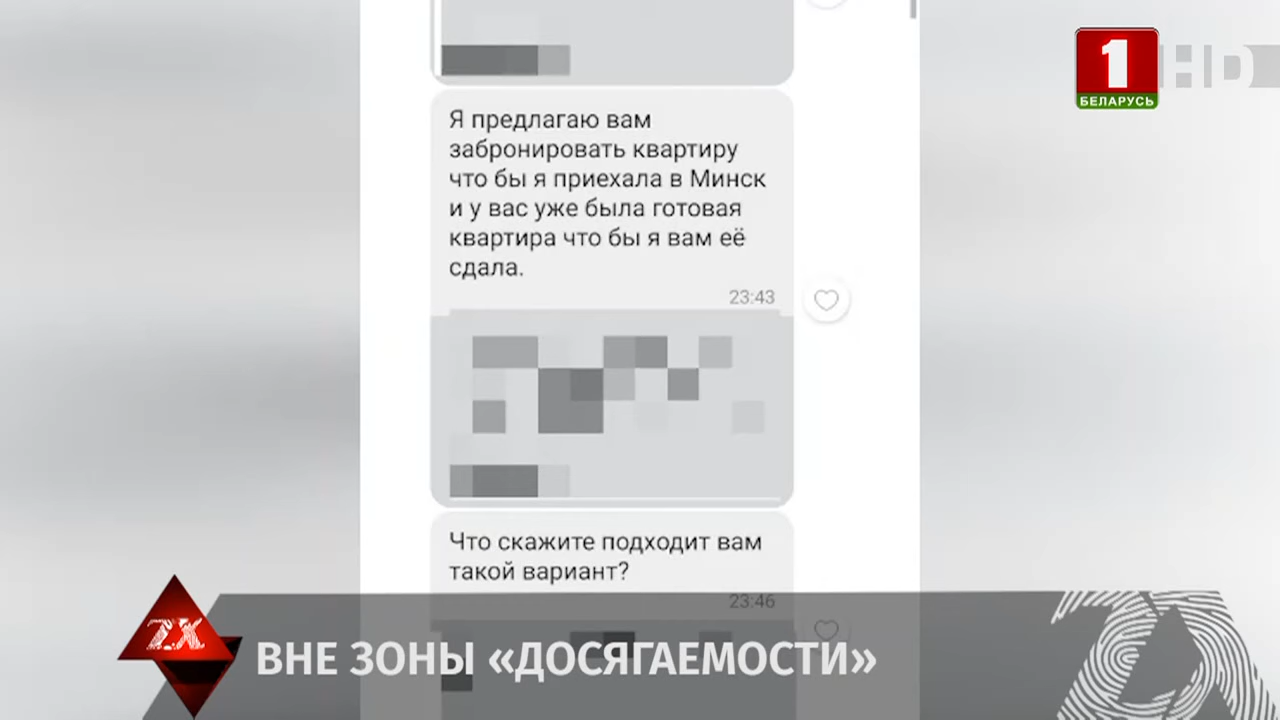 1 HD
БЕЛАРУСЬ
Я предлагаю вам
забронировать квартиру
что бы я приехала в Минск
и у вас уже была готовая
квартира что бы я вам её
сдала.
23:43
Что скажите подходит вам
такой вариант?
23:46
ZX
ВНЕ ЗОНЫ «ДОСЯГАЕМОСТИ»